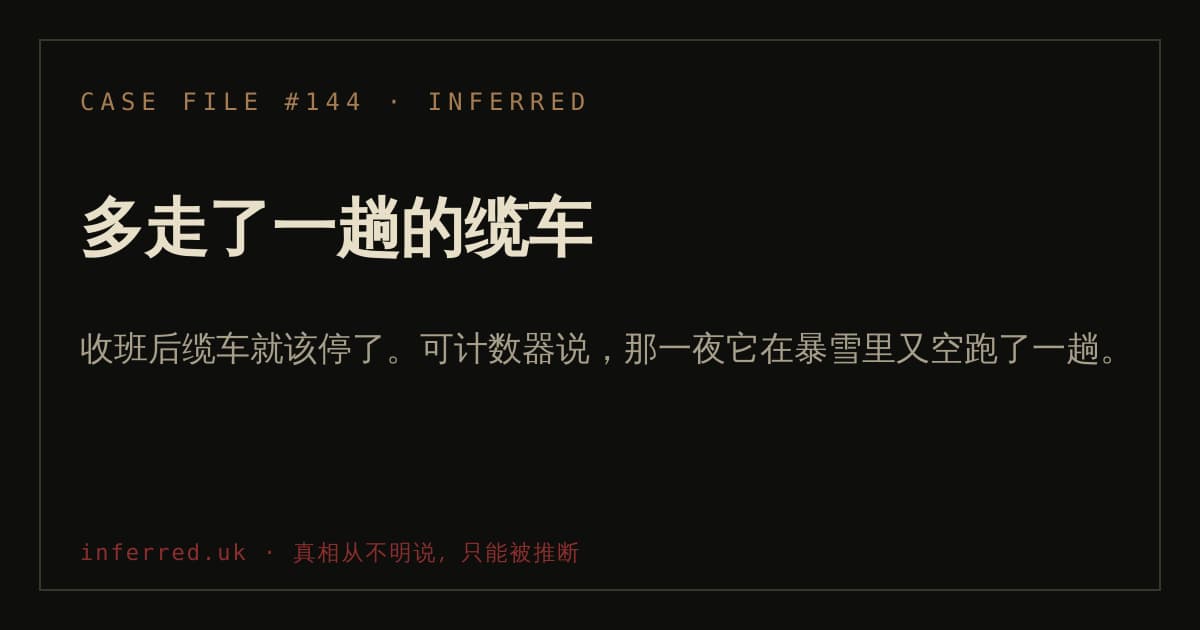 CASE FILE #144 · INFERRED
多走了一趟的缆车
收班后缆车就该停了。可计数器说，那一夜它在暴雪里又空跑了一趟。
inferred.uk · 真相从不明说，只能被推断